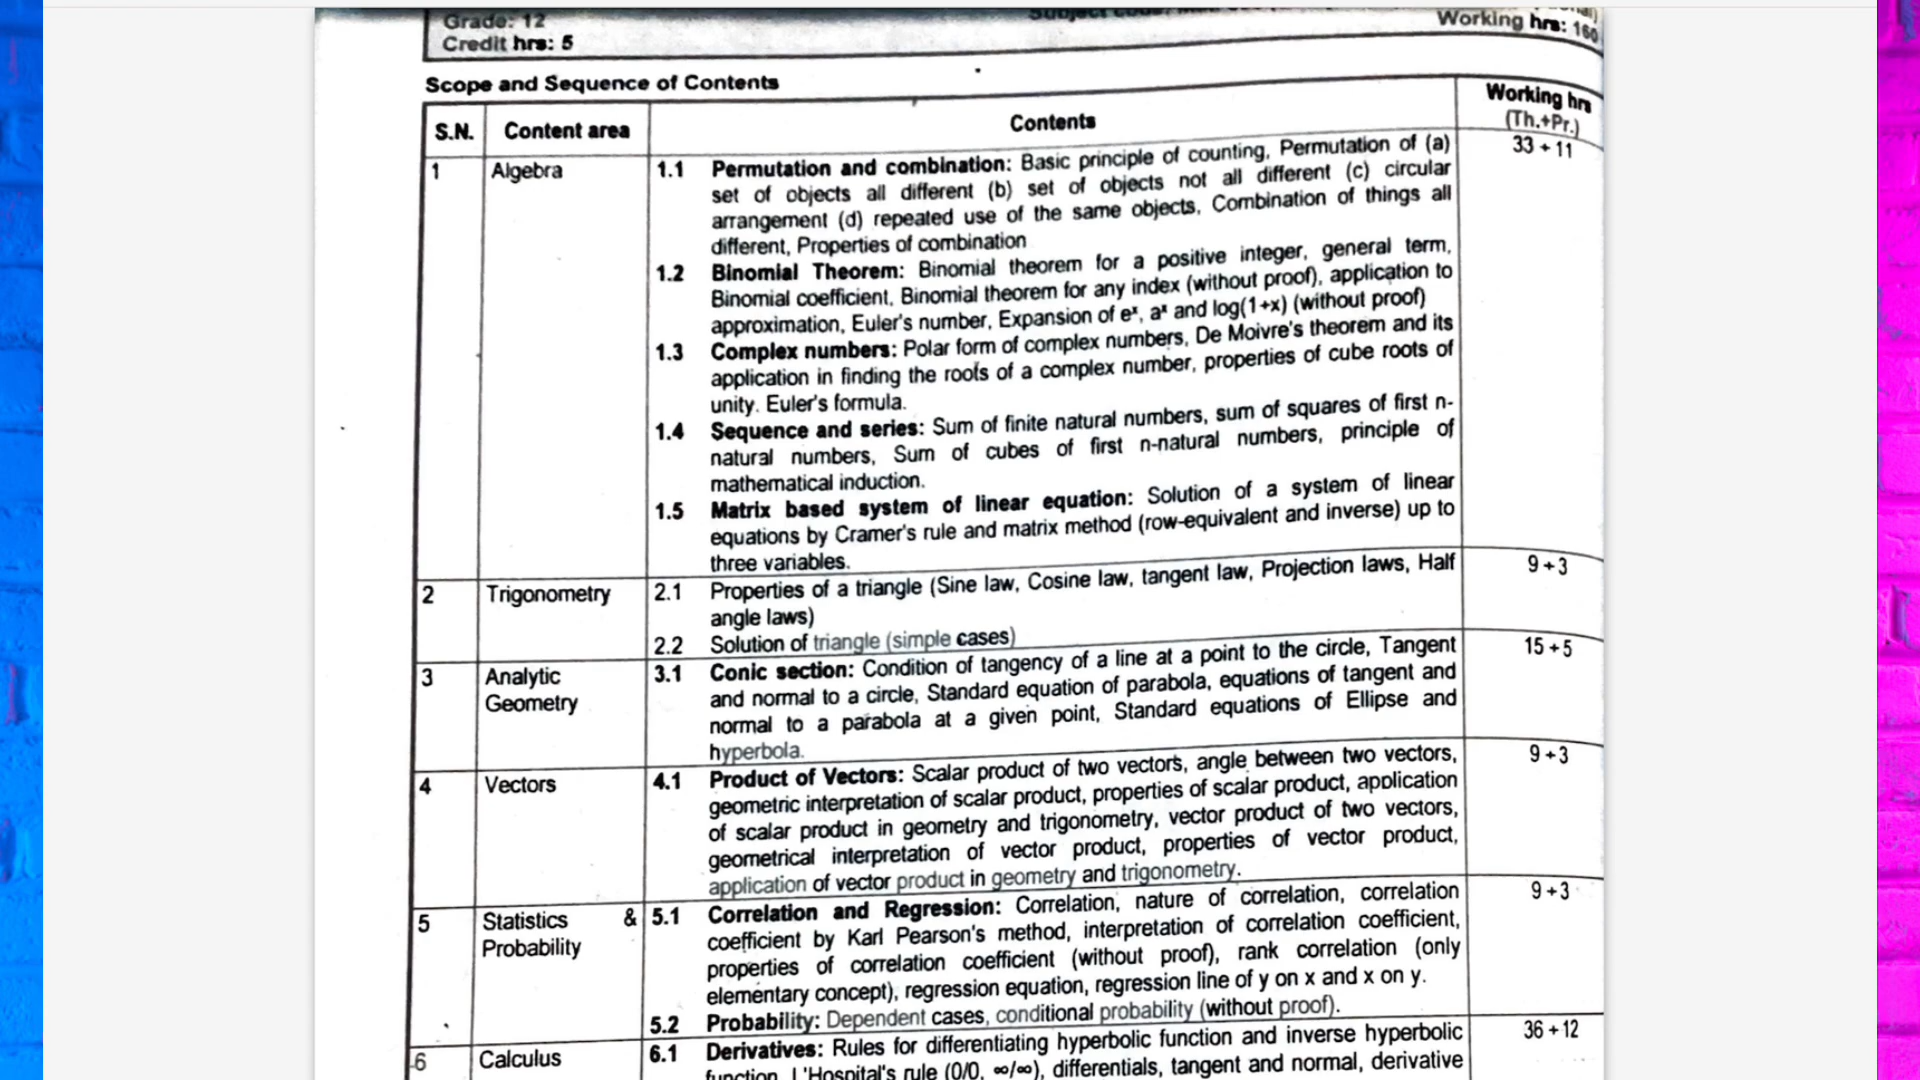 Grade: 12
Credit hrs: 5
Working hrs: 160
Scope and Sequence of Contents
S.N. Content area Contents Working hrs
(Th.+Pr.)
1 Algebra 1.1 Permutation and combination: Basic principle of counting, Permutation of (a) 33 + 11
set of objects all different (b) set of objects not all different (c) circular
arrangement (d) repeated use of the same objects, Combination of things all
different, Properties of combination
1.2 Binomial Theorem: Binomial theorem for a positive integer, general term,
Binomial coefficient, Binomial theorem for any index (without proof), application to
approximation, Euler's number, Expansion of eˣ, aˣ and log(1+x) (without proof)
1.3 Complex numbers: Polar form of complex numbers, De Moivre's theorem and its
application in finding the roots of a complex number, properties of cube roots of
unity. Euler's formula.
1.4 Sequence and series: Sum of finite natural numbers, sum of squares of first n-
natural numbers, Sum of cubes of first n-natural numbers, principle of
mathematical induction.
1.5 Matrix based system of linear equation: Solution of a system of linear
equations by Cramer's rule and matrix method (row-equivalent and inverse) up to
three variables.
2 Trigonometry 2.1 Properties of a triangle (Sine law, Cosine law, tangent law, Projection laws, Half 9 + 3
angle laws)
2.2 Solution of triangle (simple cases)
3 Analytic 3.1 Conic section: Condition of tangency of a line at a point to the circle, Tangent 15 + 5
Geometry and normal to a circle, Standard equation of parabola, equations of tangent and
normal to a parabola at a given point, Standard equations of Ellipse and
hyperbola.
4 Vectors 4.1 Product of Vectors: Scalar product of two vectors, angle between two vectors, 9 + 3
geometric interpretation of scalar product, properties of scalar product, application
of scalar product in geometry and trigonometry, vector product of two vectors,
geometrical interpretation of vector product, properties of vector product,
application of vector product in geometry and trigonometry.
5 Statistics & 5.1 Correlation and Regression: Correlation, nature of correlation, correlation 9 + 3
Probability coefficient by Karl Pearson's method, interpretation of correlation coefficient,
properties of correlation coefficient (without proof), rank correlation (only
elementary concept), regression equation, regression line of y on x and x on y.
5.2 Probability: Dependent cases, conditional probability (without proof).
6 Calculus 6.1 Derivatives: Rules for differentiating hyperbolic function and inverse hyperbolic 36 + 12
function, L'Hospital's rule (0/0, ∞/∞), differentials, tangent and normal, derivative